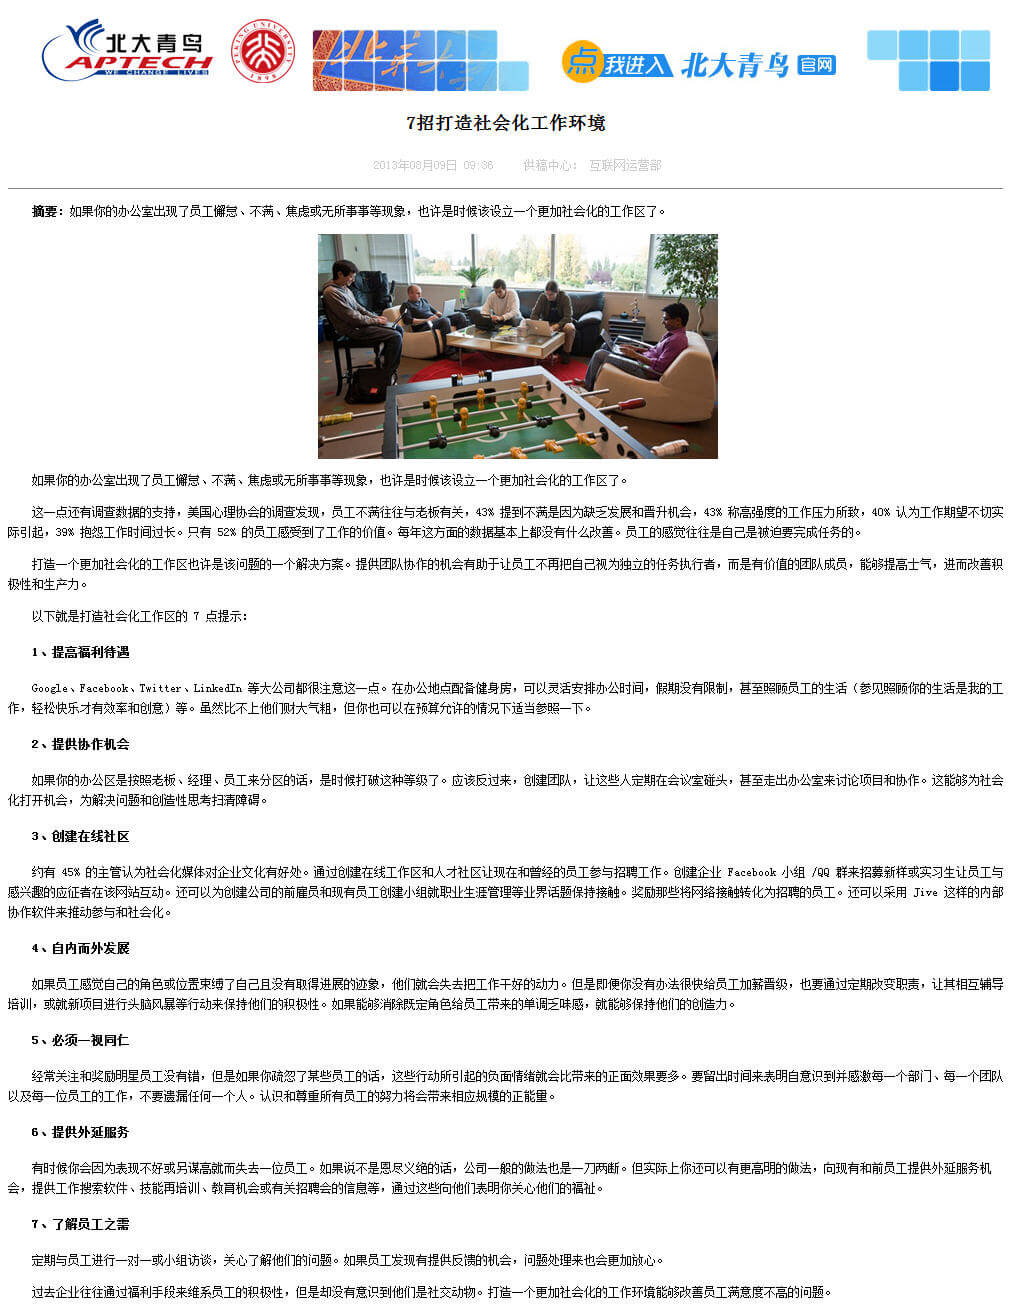 北大青鸟
APTECH
WE CHANGE LIVES
PEKING UNIVERSITY
1898
点我进入 北大青鸟 官网
7招打造社会化工作环境
2013年08月09日 09:36 供稿中心： 互联网运营部
摘要：如果你的办公室出现了员工懈怠、不满、焦虑或无所事事等现象，也许是时候该设立一个更加社会化的工作区了。
如果你的办公室出现了员工懈怠、不满、焦虑或无所事事等现象，也许是时候该设立一个更加社会化的工作区了。
这一点还有调查数据的支持，美国心理协会的调查发现，员工不满往往与老板有关，43% 提到不满是因为缺乏发展和晋升机会，43% 称高强度的工作压力所致，40% 认为工作期望不切实
际引起，39% 抱怨工作时间过长。只有 52% 的员工感受到了工作的价值。每年这方面的数据基本上都没有什么改善。员工的感觉往往是自己是被迫要完成任务的。
打造一个更加社会化的工作区也许是该问题的一个解决方案。提供团队协作的机会有助于让员工不再把自己视为独立的任务执行者，而是有价值的团队成员，能够提高士气，进而改善积
极性和生产力。
以下就是打造社会化工作区的 7 点提示：
1、提高福利待遇
Google、Facebook、Twitter、LinkedIn 等大公司都很注意这一点。在办公地点配备健身房，可以灵活安排办公时间，假期没有限制，甚至照顾员工的生活（参见照顾你的生活是我的工
作，轻松快乐才有效率和创意）等。虽然比不上他们财大气粗，但你也可以在预算允许的情况下适当参照一下。
2、提供协作机会
如果你的办公区是按照老板、经理、员工来分区的话，是时候打破这种等级了。应该反过来，创建团队，让这些人定期在会议室碰头，甚至走出办公室来讨论项目和协作。这能够为社会
化打开机会，为解决问题和创造性思考扫清障碍。
3、创建在线社区
约有 45% 的主管认为社会化媒体对企业文化有好处。通过创建在线工作区和人才社区让现在和曾经的员工参与招聘工作。创建企业 Facebook 小组 /QQ 群来招募新样或实习生让员工与
感兴趣的应征者在该网站互动。还可以为创建公司的前雇员和现有员工创建小组就职业生涯管理等业界话题保持接触。奖励那些将网络接触转化为招聘的员工。还可以采用 Jive 这样的内部
协作软件来推动参与和社会化。
4、自内而外发展
如果员工感觉自己的角色或位置束缚了自己且没有取得进展的迹象，他们就会失去把工作干好的动力。但是即便你没有办法很快给员工加薪晋级，也要通过定期改变职责，让其相互辅导
培训，或就新项目进行头脑风暴等行动来保持他们的积极性。如果能够消除既定角色给员工带来的单调乏味感，就能够保持他们的创造力。
5、必须一视同仁
经常关注和奖励明星员工没有错，但是如果你疏忽了某些员工的话，这些行动所引起的负面情绪就会比带来的正面效果要多。要留出时间来表明自意识到并感激每一个部门、每一个团队
以及每一位员工的工作，不要遗漏任何一个人。认识和尊重所有员工的努力将会带来相应规模的正能量。
6、提供外延服务
有时候你会因为表现不好或另谋高就而失去一位员工。如果说不是恩尽义绝的话，公司一般的做法也是一刀两断。但实际上你还可以有更高明的做法，向现有和前员工提供外延服务机
会，提供工作搜索软件、技能再培训、教育机会或有关招聘会的信息等，通过这些向他们表明你关心他们的福祉。
7、了解员工之需
定期与员工进行一对一或小组访谈，关心了解他们的问题。如果员工发现有提供反馈的机会，问题处理来也会更加放心。
过去企业往往通过福利手段来维系员工的积极性，但是却没有意识到他们是社交动物。打造一个更加社会化的工作环境能够改善员工满意度不高的问题。